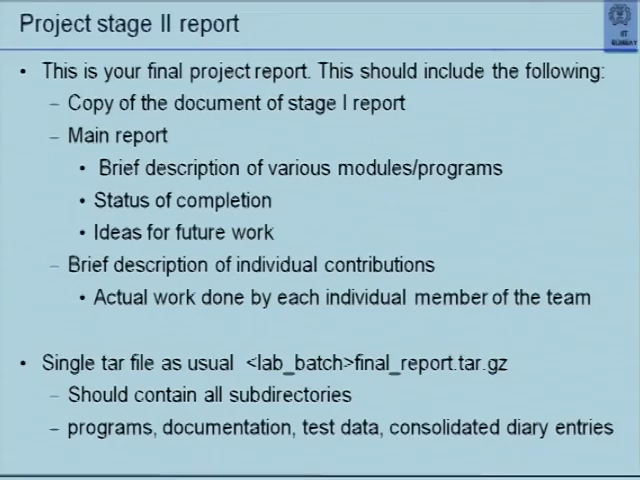 Project stage II report
IIT
BOMBAY
• This is your final project report. This should include the following:
– Copy of the document of stage I report
– Main report
• Brief description of various modules/programs
• Status of completion
• Ideas for future work
– Brief description of individual contributions
• Actual work done by each individual member of the team
• Single tar file as usual <lab_batch>final_report.tar.gz
– Should contain all subdirectories
– programs, documentation, test data, consolidated diary entries